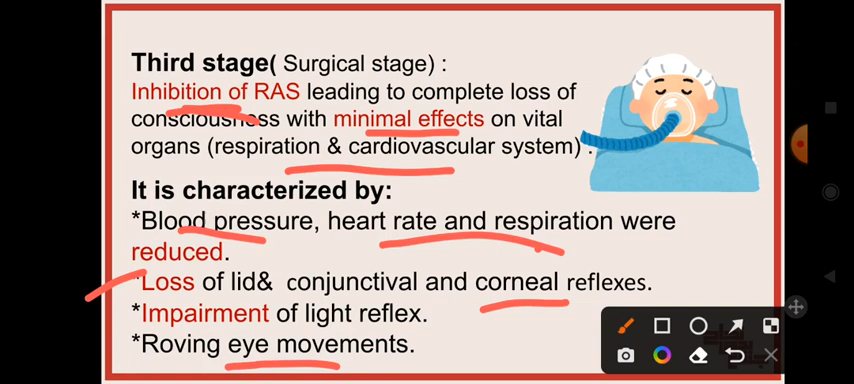 Third stage( Surgical stage) :
Inhibition of RAS leading to complete loss of
consciousness with minimal effects on vital
organs (respiration & cardiovascular system) .
It is characterized by:
*Blood pressure, heart rate and respiration were
reduced.
*Loss of lid& conjunctival and corneal reflexes.
*Impairment of light reflex.
*Roving eye movements.